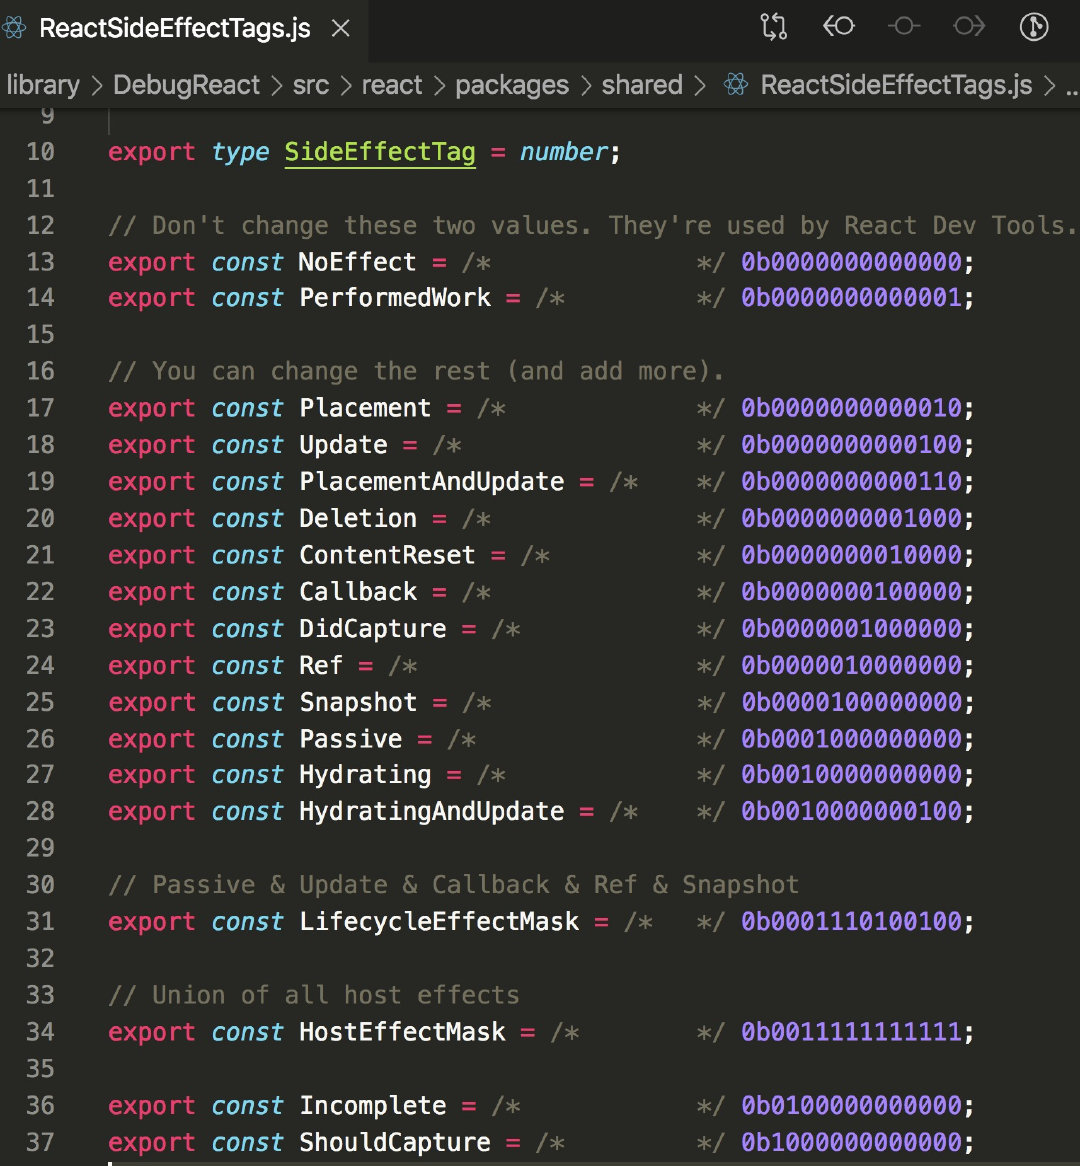 ReactSideEffectTags.js
library > DebugReact > src > react > packages > shared > ReactSideEffectTags.js > ..
9
10 export type SideEffectTag = number;
11
12 // Don't change these two values. They're used by React Dev Tools.
13 export const NoEffect = /*              */ 0b0000000000000;
14 export const PerformedWork = /*         */ 0b0000000000001;
15
16 // You can change the rest (and add more).
17 export const Placement = /*             */ 0b0000000000010;
18 export const Update = /*                */ 0b0000000000100;
19 export const PlacementAndUpdate = /*    */ 0b0000000000110;
20 export const Deletion = /*              */ 0b0000000001000;
21 export const ContentReset = /*          */ 0b0000000010000;
22 export const Callback = /*              */ 0b0000000100000;
23 export const DidCapture = /*            */ 0b0000001000000;
24 export const Ref = /*                   */ 0b0000010000000;
25 export const Snapshot = /*              */ 0b0000100000000;
26 export const Passive = /*               */ 0b0001000000000;
27 export const Hydrating = /*             */ 0b0010000000000;
28 export const HydratingAndUpdate = /*    */ 0b0010000000100;
29
30 // Passive & Update & Callback & Ref & Snapshot
31 export const LifecycleEffectMask = /*   */ 0b0001110100100;
32
33 // Union of all host effects
34 export const HostEffectMask = /*        */ 0b0011111111111;
35
36 export const Incomplete = /*            */ 0b0100000000000;
37 export const ShouldCapture = /*         */ 0b1000000000000;